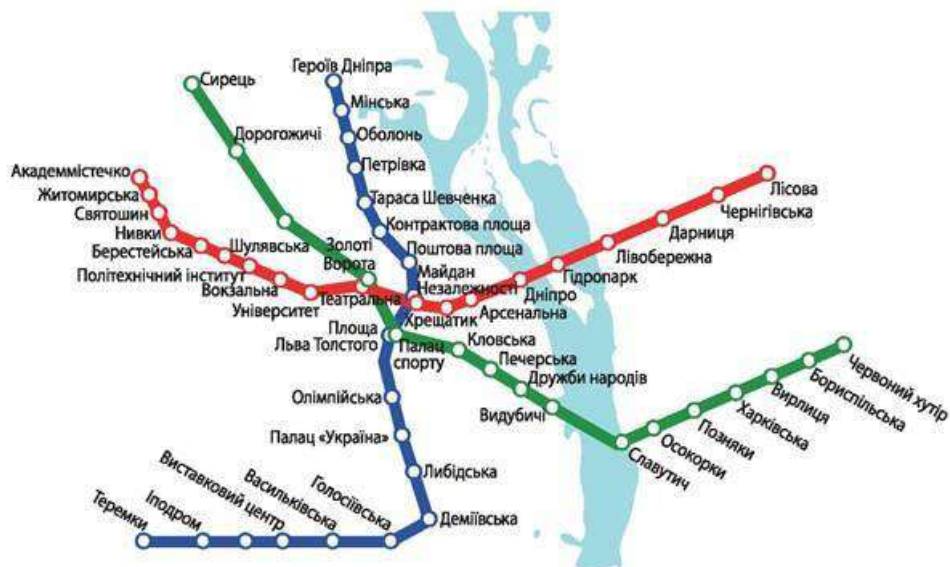 Героїв Дніпра
Сирець
Мінська
Дорогожичі
Оболонь
Петрівка
Академмістечко
Житомирська
Святошин
Нивки
Берестейська
Шулявська
Політехнічний інститут
Вокзальна
Університет
Тараса Шевченка
Контрактова площа
Поштова площа
Золоті
Ворота
Майдан
Незалежності
Театральна
Хрещатик
Арсенальна
Дніпро
Гідропарк
Лівобережна
Дарниця
Чернігівська
Лісова
Площа
Льва Толстого
Палац
спорту
Кловська
Печерська
Дружби народів
Видубичі
Славутич
Осокорки
Позняки
Харківська
Вирлиця
Бориспільська
Червоний хутір
Олімпійська
Палац «Україна»
Либідська
Деміївська
Голосіївська
Васильківська
Виставковий центр
Іподром
Теремки